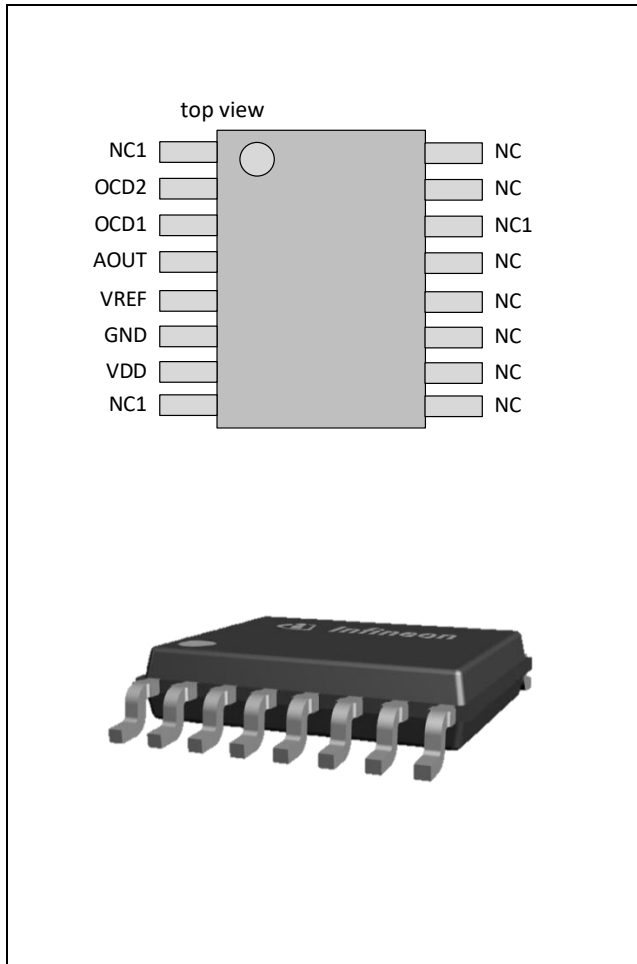 top view
NC1 NC
OCD2 NC
OCD1 NC1
AOUT NC
VREF NC
GND NC
VDD NC
NC1 NC
Infineon